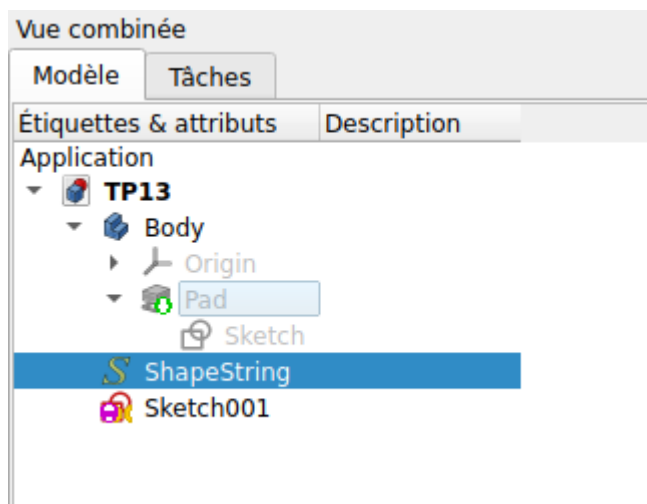 Vue combinée
Modèle Tâches
Étiquettes & attributs Description
Application
TP13
Body
Origin
Pad
Sketch
ShapeString
Sketch001